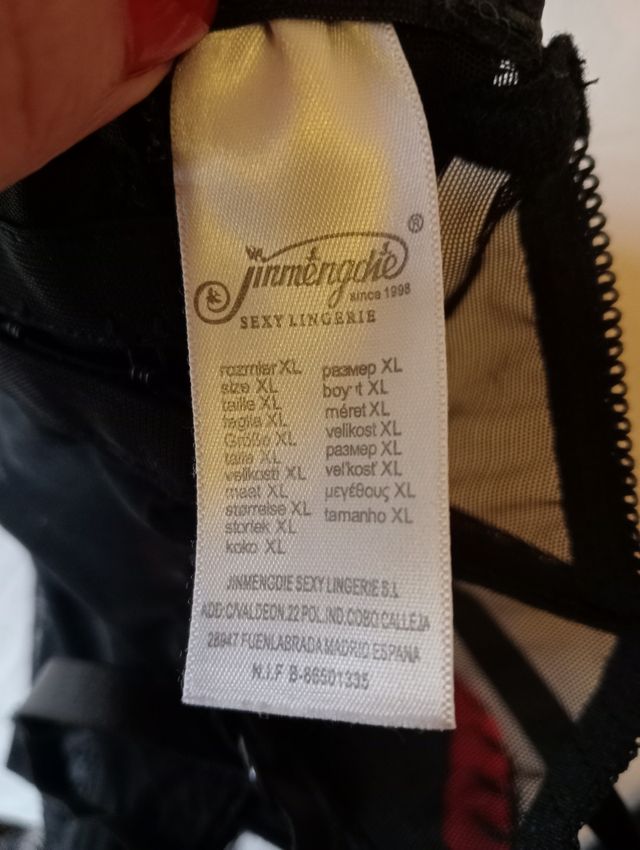 jinmengdie ®
since 1998
SEXY LINGERIE
rozmiar XL
size XL
taille XL
taglia XL
Größe XL
talla XL
velikosti XL
maat XL
størrelse XL
storlek XL
koko XL
размер XL
boy't XL
méret XL
velikost XL
размер XL
veľkosť XL
μεγέθους XL
tamanho XL
JINMENGDIE SEXY LINGERIE S.L
ADD:C/VALDEON.22 POL.IND.COBO CALLEJA
28947 FUENLABRADA MADRID ESPANA
N.I.F B-86501335